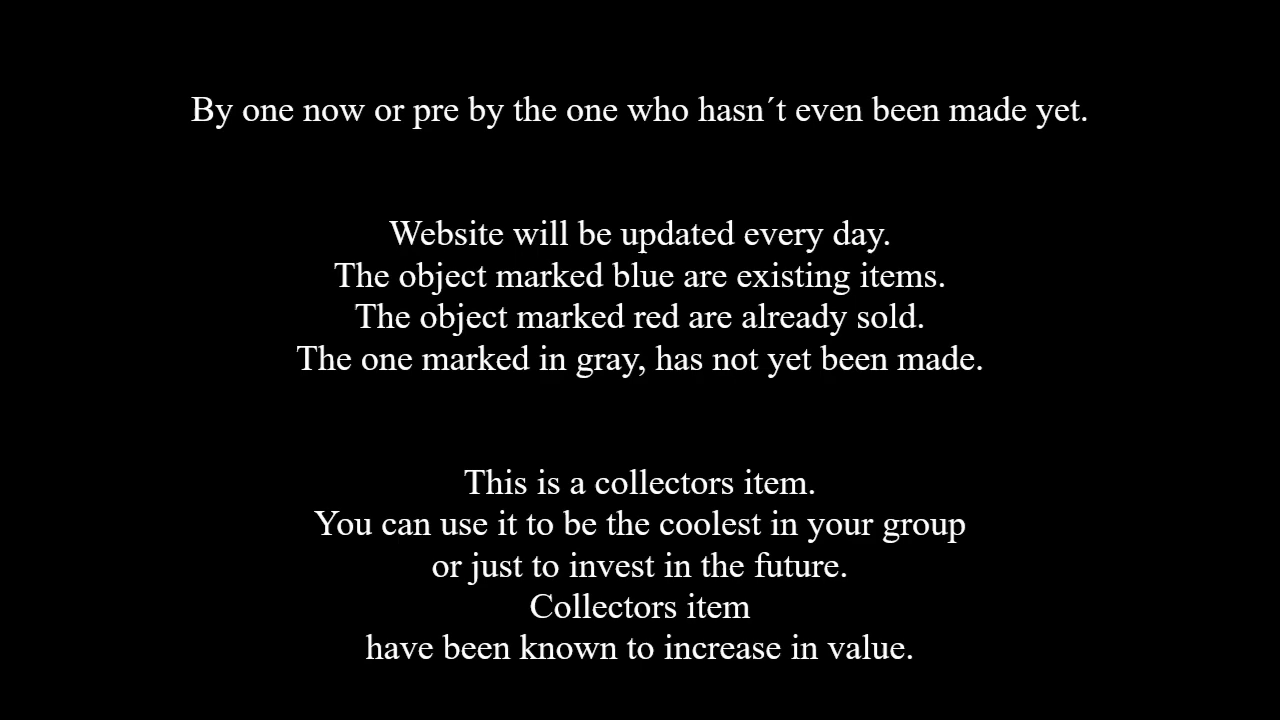 By one now or pre by the one who hasn´t even been made yet.
Website will be updated every day.
The object marked blue are existing items.
The object marked red are already sold.
The one marked in gray, has not yet been made.
This is a collectors item.
You can use it to be the coolest in your group
or just to invest in the future.
Collectors item
have been known to increase in value.